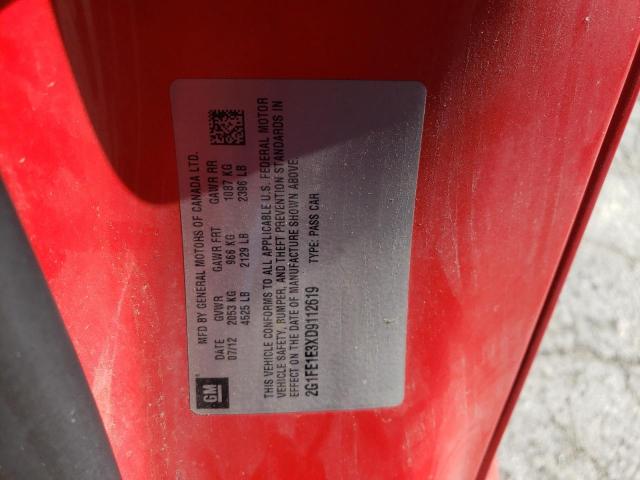 GM
MFD BY GENERAL MOTORS OF CANADA LTD.
DATE GVWR GAWR FRT GAWR RR
07/12 2053 KG 966 KG 1087 KG
4525 LB 2129 LB 2396 LB
THIS VEHICLE CONFORMS TO ALL APPLICABLE U.S. FEDERAL MOTOR
VEHICLE SAFETY, BUMPER, AND THEFT PREVENTION STANDARDS IN
EFFECT ON THE DATE OF MANUFACTURE SHOWN ABOVE.
2G1FE1E3XD9112619 TYPE: PASS CAR